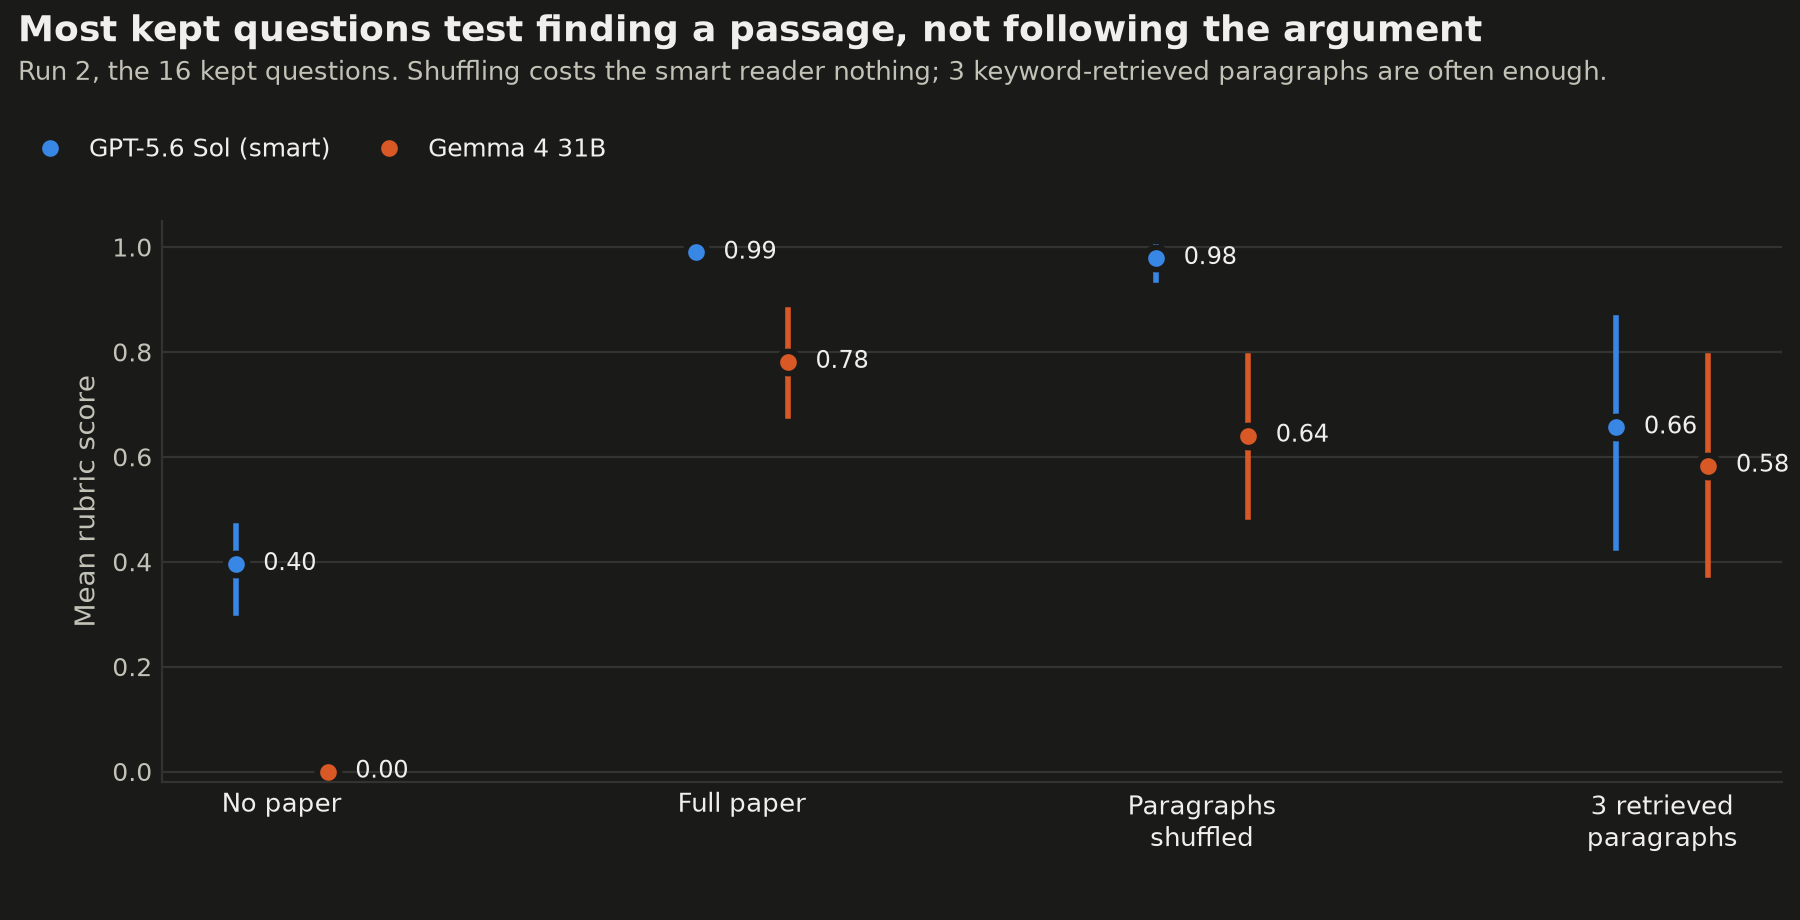 Most kept questions test finding a passage, not following the argument
Run 2, the 16 kept questions. Shuffling costs the smart reader nothing; 3 keyword-retrieved paragraphs are often enough.
GPT-5.6 Sol (smart)
Gemma 4 31B
Mean rubric score
1.0
0.8
0.6
0.4
0.2
0.0
0.40
0.00
0.99
0.78
0.98
0.64
0.66
0.58
No paper
Full paper
Paragraphs
shuffled
3 retrieved
paragraphs